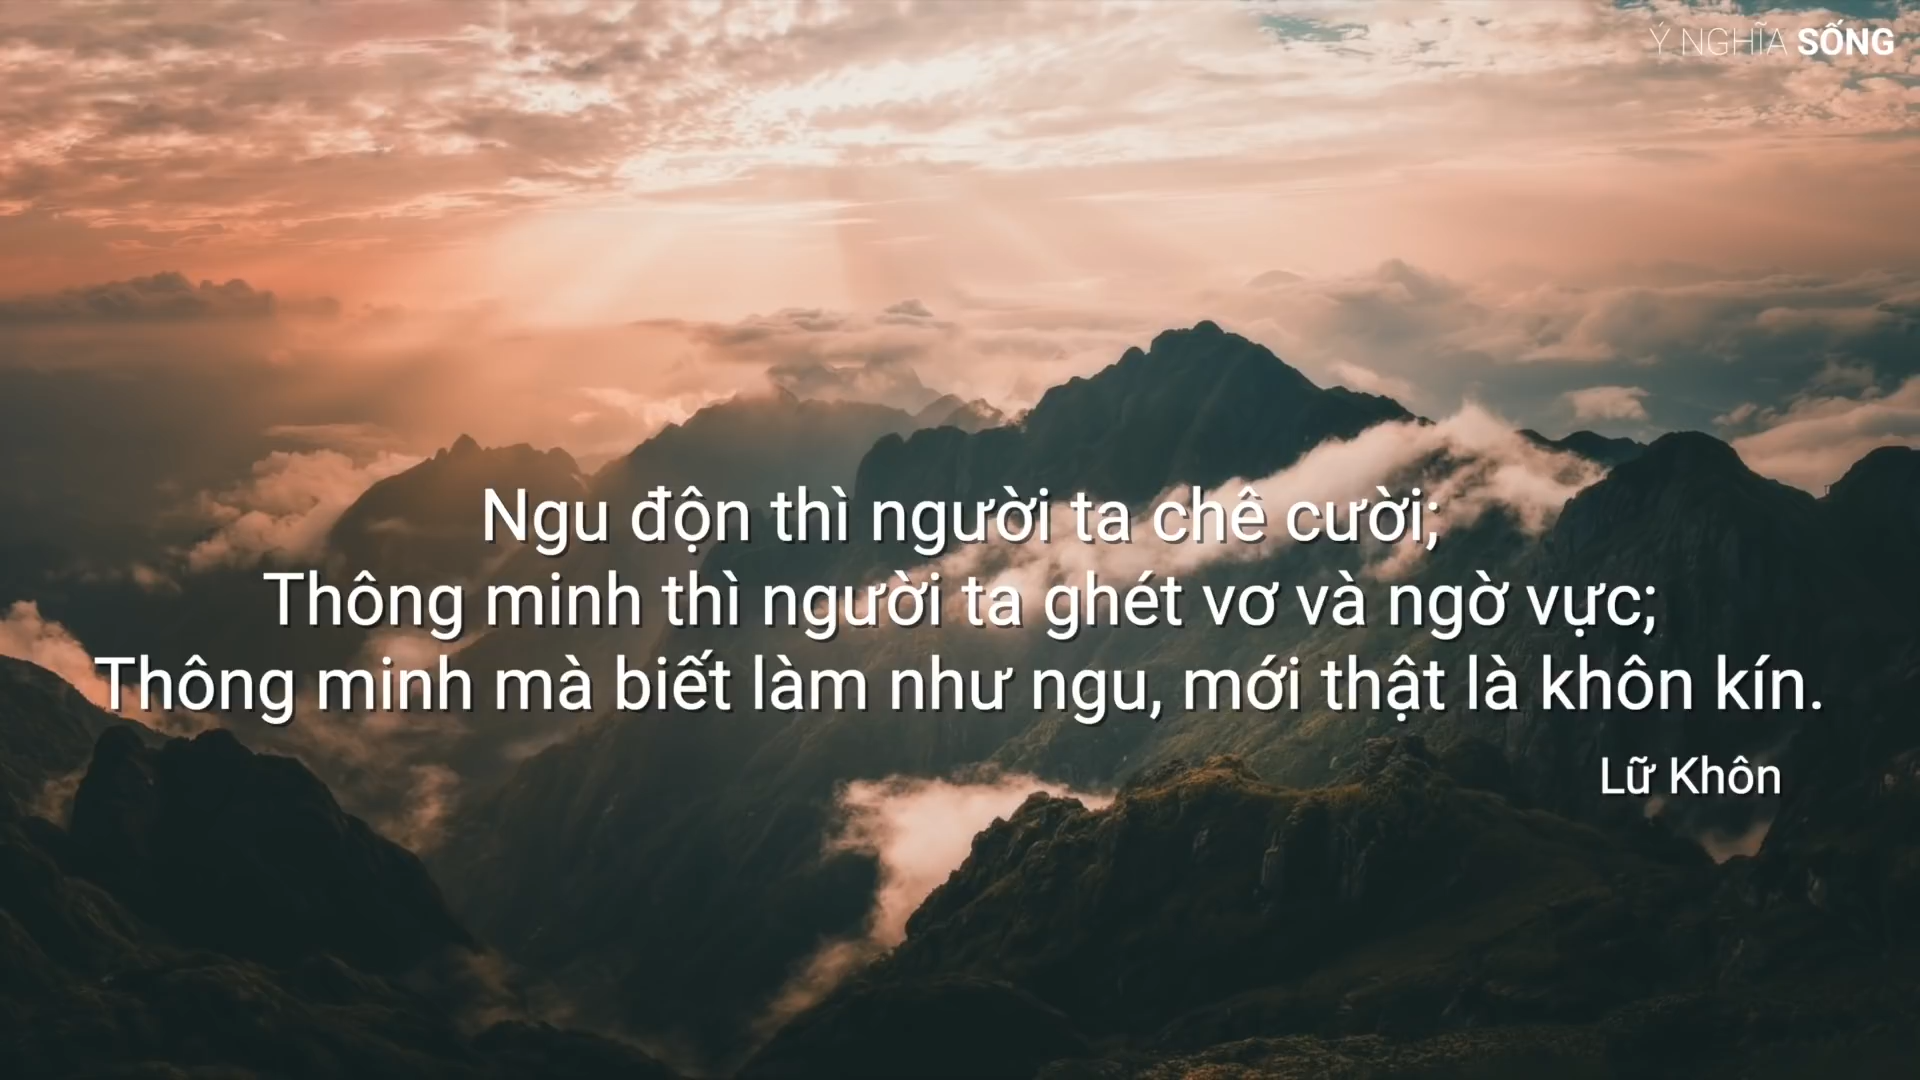 Ý NGHĨA SỐNG
Ngu độn thì người ta chê cười;
Thông minh thì người ta ghét vơ và ngờ vực;
Thông minh mà biết làm như ngu, mới thật là khôn kín.
Lữ Khôn